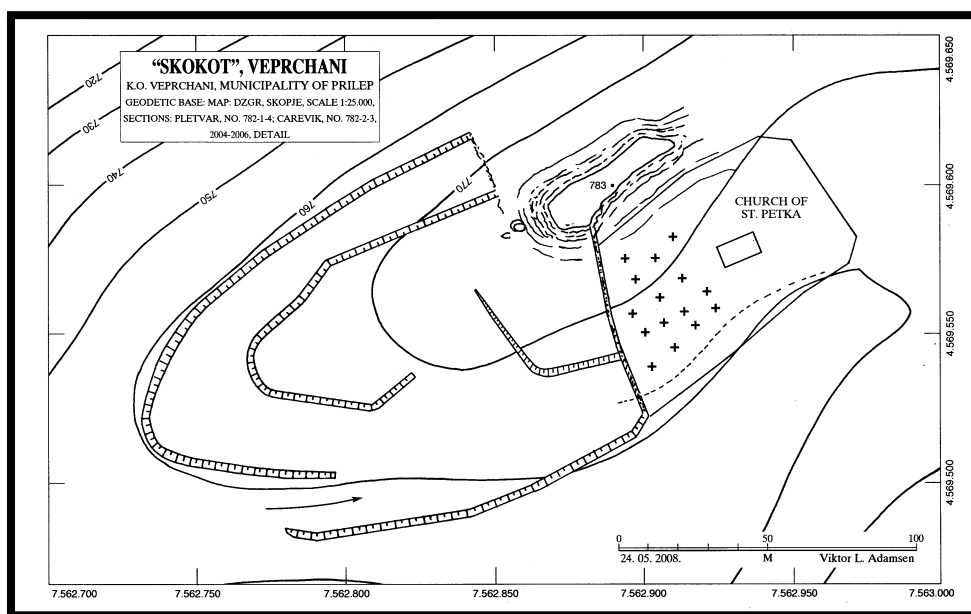 “SKOKOT”, VEPRCHANI
K.O. VEPRCHANI, MUNICIPALITY OF PRILEP
GEODETIC BASE: MAP: DZGR, SKOPJE, SCALE 1:25.000,
SECTIONS: PLETVAR, NO. 782-1-4; CAREVIK, NO. 782-2-3,
2004-2006, DETAIL
720
730
740
750
760
770
783
CHURCH OF
ST. PETKA
4.569.650
4.569.600
4.569.550
4.569.500
0 50 100
24. 05. 2008. M Viktor L. Adamsen
7.562.700 7.562.750 7.562.800 7.562.850 7.562.900 7.562.950 7.563.000